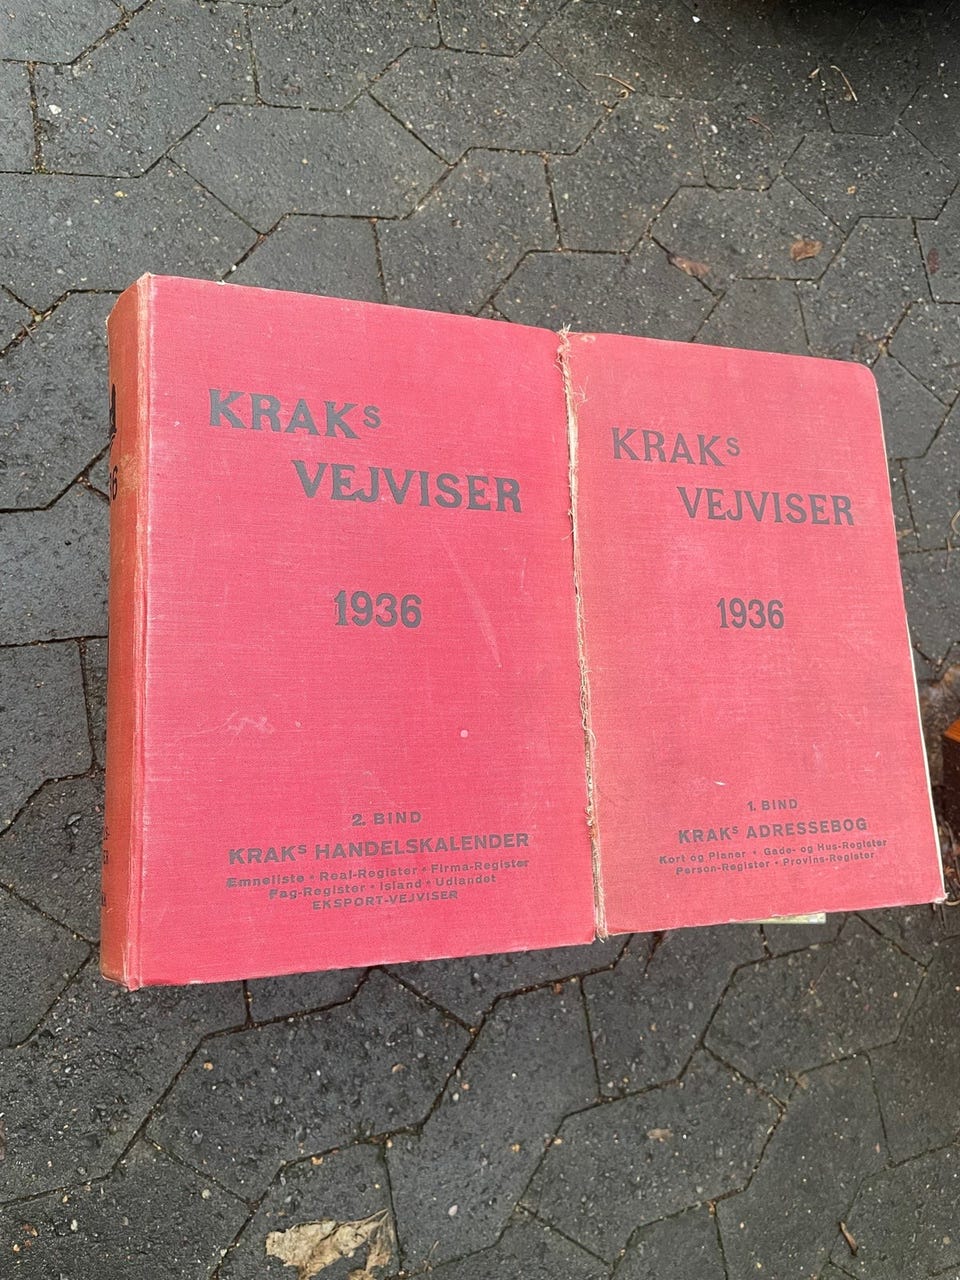 KRAKs
VEJVISER
1936
2. BIND
KRAKs HANDELSKALENDER
Emneliste • Real-Register • Firma-Register
Fag-Register • Island • Udlandet
EKSPORT-VEJVISER
KRAKs
VEJVISER
1936
1. BIND
KRAKs ADRESSEBOG
Kort og Planer • Gade- og Hus-Register
Person-Register • Provins-Register